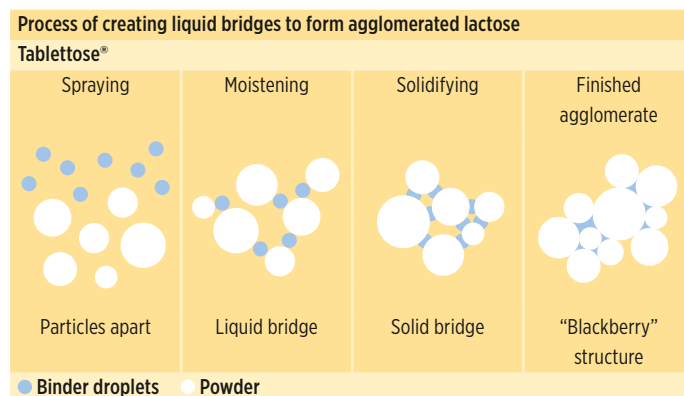 Process of creating liquid bridges to form agglomerated lactose
Tablettose®
Spraying
Moistening
Solidifying
Finished
agglomerate
Particles apart
Liquid bridge
Solid bridge
“Blackberry”
structure
Binder droplets
Powder